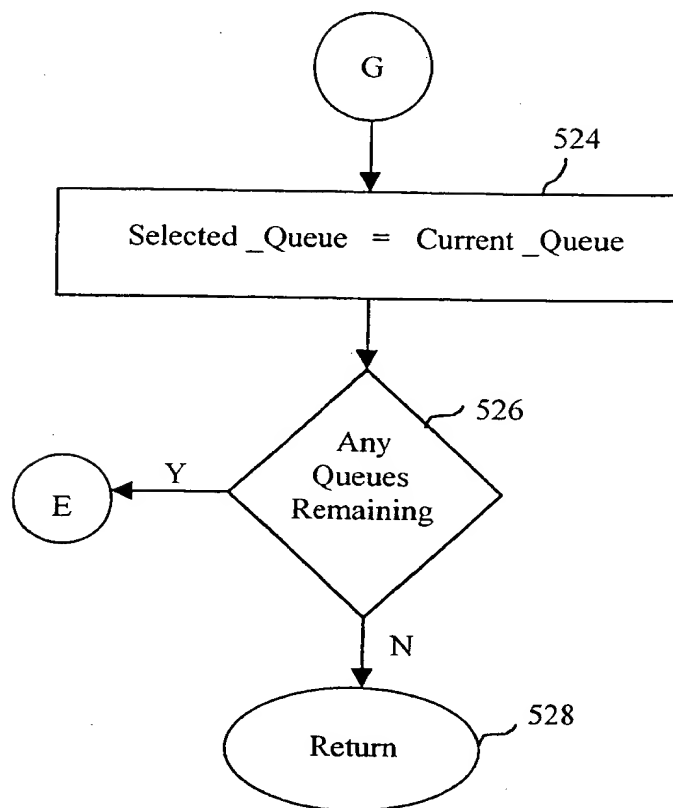 G
524
Selected _Queue = Current _Queue
526
Any
Queues
Remaining
Y
E
N
528
Return